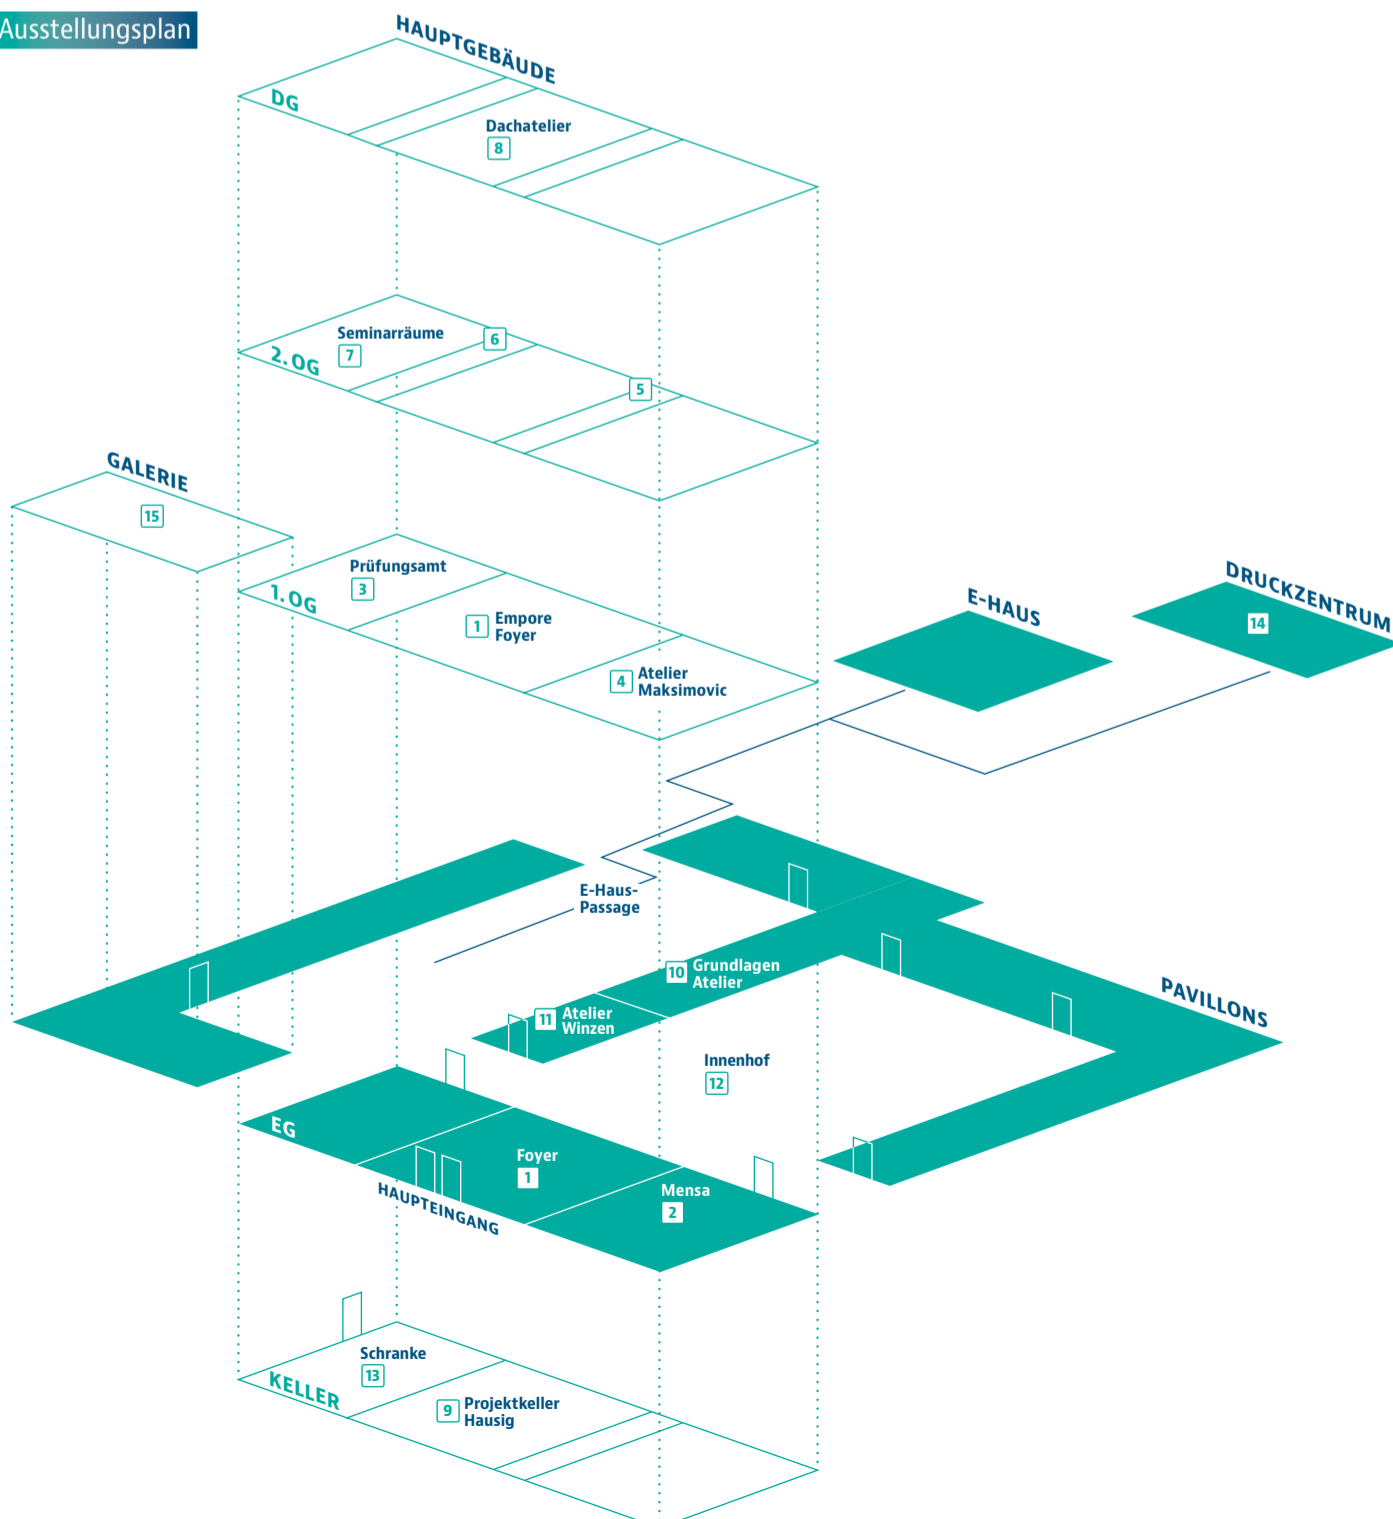 Ausstellungsplan
HAUPTGEBÄUDE
DG
Dachatelier
8
Seminarräume
7
6
5
2. OG
GALERIE
15
Prüfungsamt
3
1. OG
1 Empore
Foyer
4 Atelier
Maksimovic
E-HAUS
DRUCKZENTRUM
14
E-Haus-
Passage
10 Grundlagen
Atelier
11 Atelier
Winzen
PAVILLONS
Innenhof
12
EG
Foyer
1
Mensa
2
HAUPTEINGANG
Schranke
13
KELLER
9 Projektkeller
Hausig